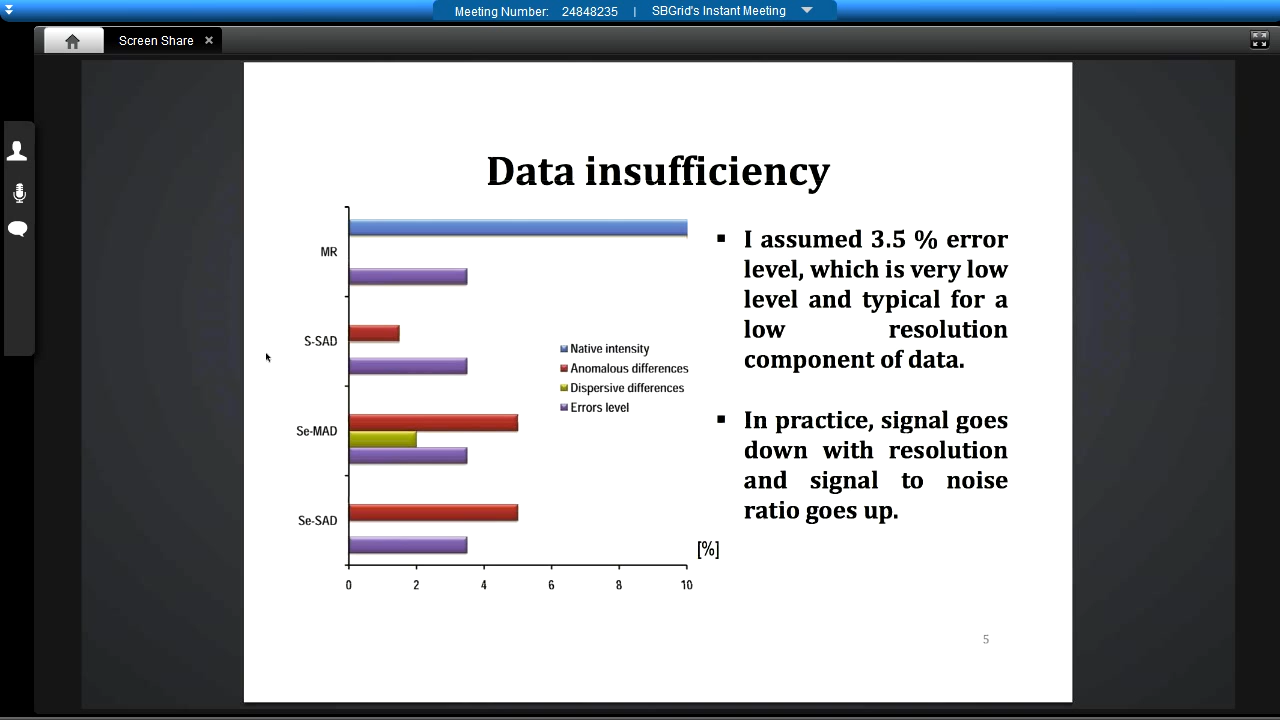 Meeting Number: 24848235 | SBGrid's Instant Meeting
Screen Share
Data insufficiency
MR
S-SAD
Se-MAD
Se-SAD
Native intensity
Anomalous differences
Dispersive differences
Errors level
[%]
0 2 4 6 8 10
▪ I assumed 3.5 % error
level, which is very low
level and typical for a
low resolution
component of data.
▪ In practice, signal goes
down with resolution
and signal to noise
ratio goes up.
5